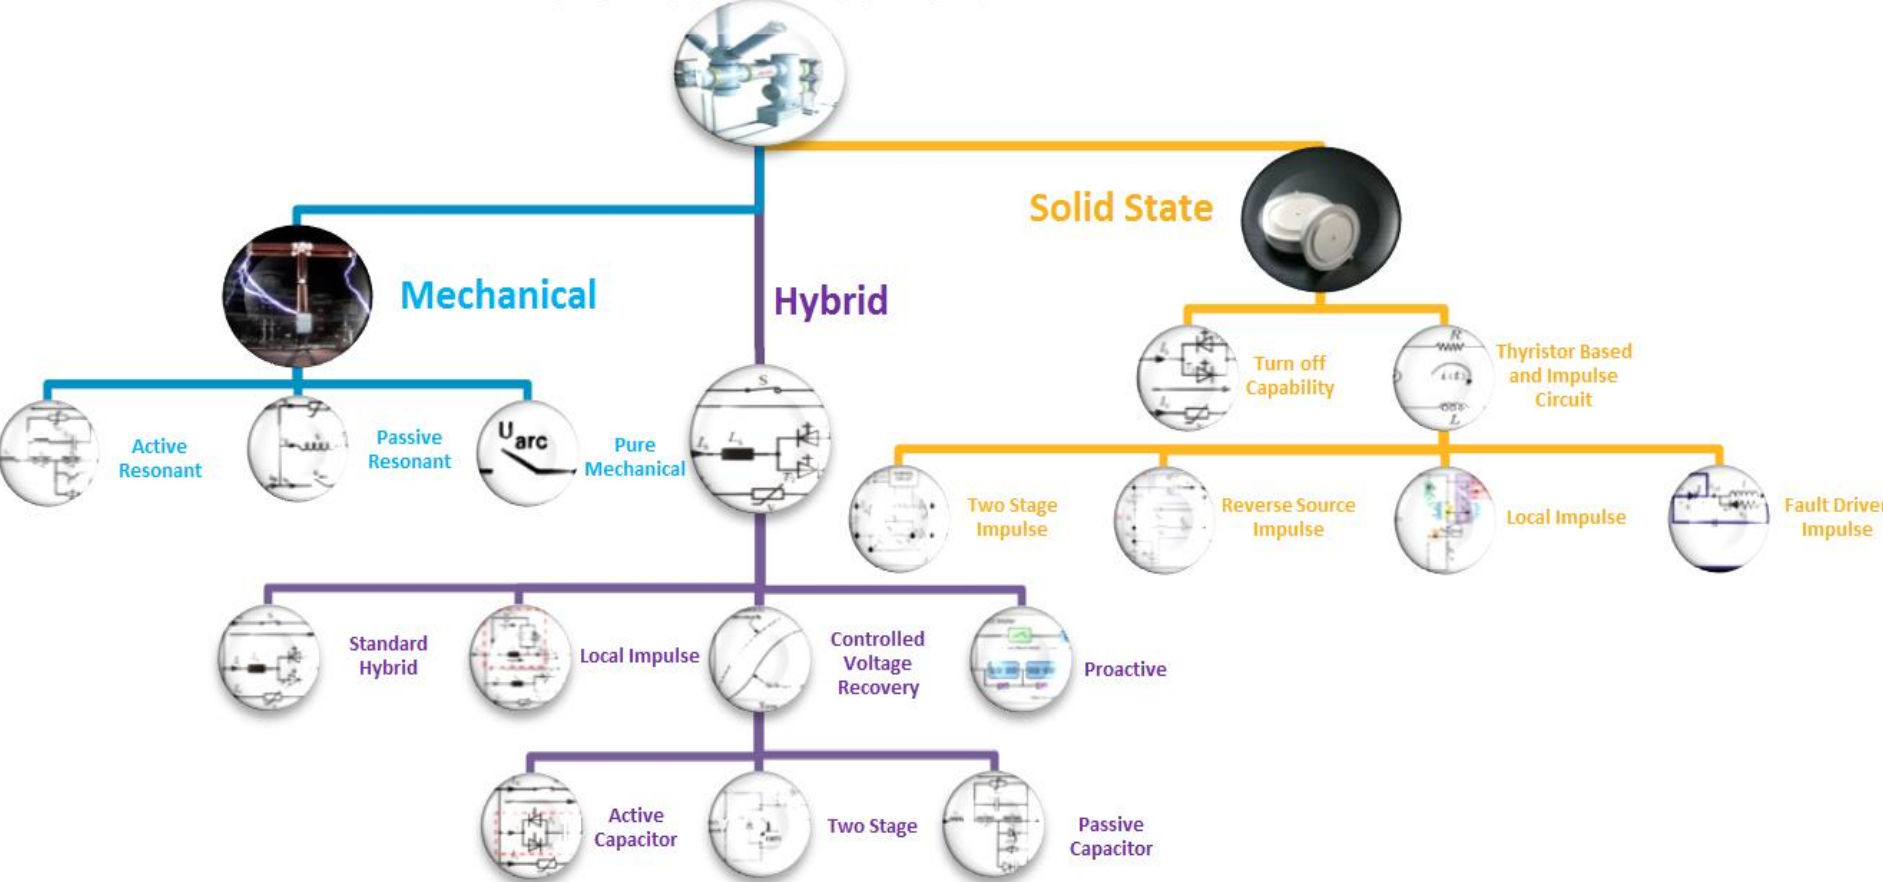 Solid State
Mechanical
Hybrid
Turn off
Capability
Thyristor Based
and Impulse
Circuit
Active
Resonant
Passive
Resonant
U arc
Pure
Mechanical
Two Stage
Impulse
Reverse Source
Impulse
Local Impulse
Fault Driven
Impulse
Standard
Hybrid
Local Impulse
Controlled
Voltage
Recovery
Proactive
Active
Capacitor
Two Stage
Passive
Capacitor
S
R
L